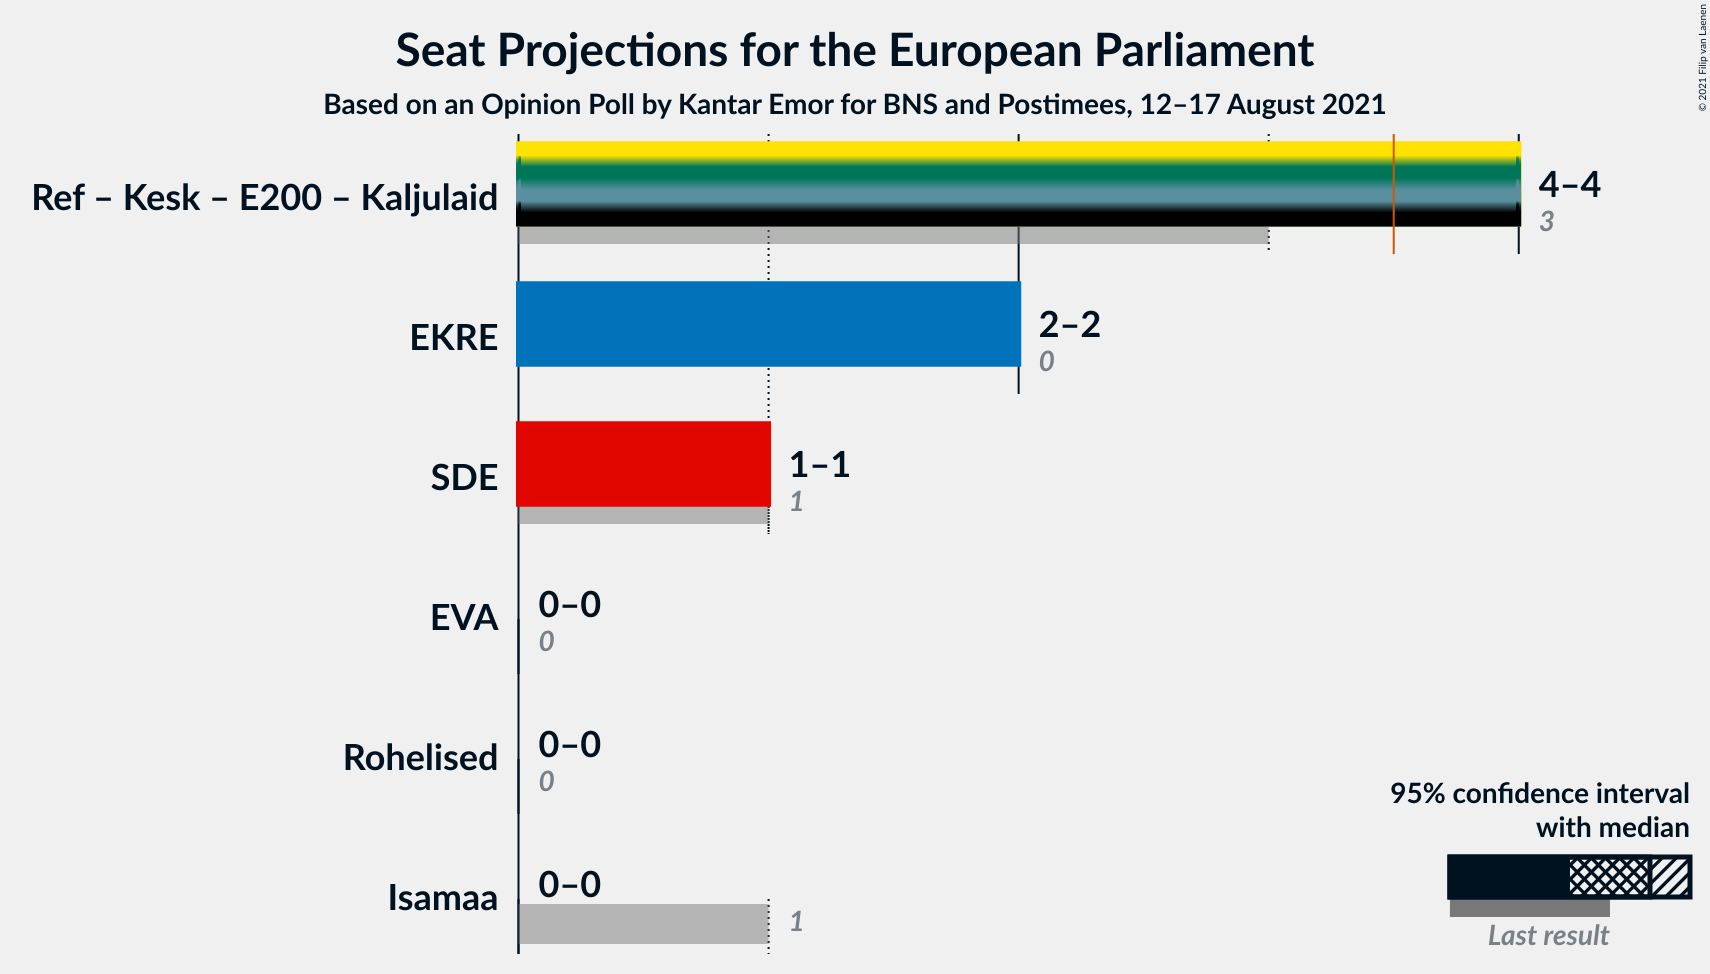 Seat Projections for the European Parliament
Based on an Opinion Poll by Kantar Emor for BNS and Postimees, 12–17 August 2021
© 2021 Filip van Laenen
Ref – Kesk – E200 – Kaljulaid
4–4
3
EKRE
2–2
0
SDE
1–1
1
EVA
0–0
0
Rohelised
0–0
0
Isamaa
0–0
1
95% confidence interval
with median
Last result